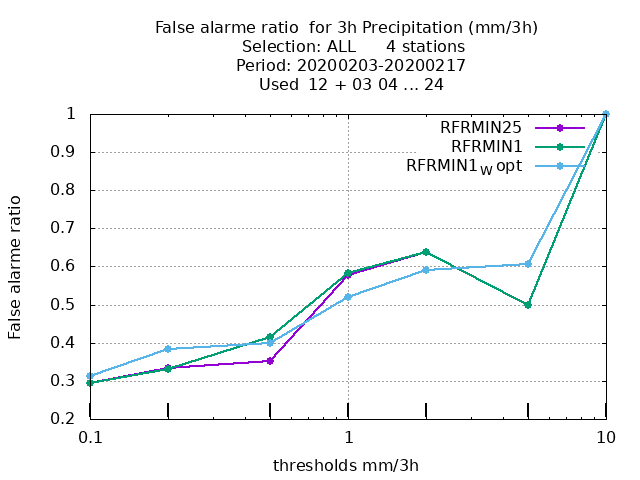 False alarme ratio  for 3h Precipitation (mm/3h)
Selection: ALL      4 stations
Period: 20200203-20200217
Used  12 + 03 04 ... 24
RFRMIN25
RFRMIN1
RFRMIN1W opt
1
0.9
0.8
0.7
0.6
0.5
0.4
0.3
0.2
False alarme ratio
0.1 1 10
thresholds mm/3h